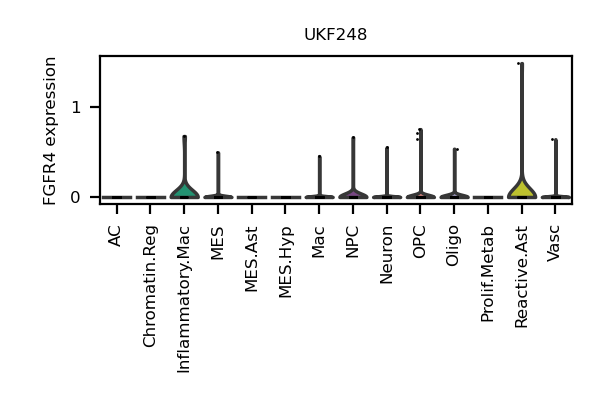 UKF248
FGFR4 expression
1
0
AC
Chromatin.Reg
Inflammatory.Mac
MES
MES.Ast
MES.Hyp
Mac
NPC
Neuron
OPC
Oligo
Prolif.Metab
Reactive.Ast
Vasc